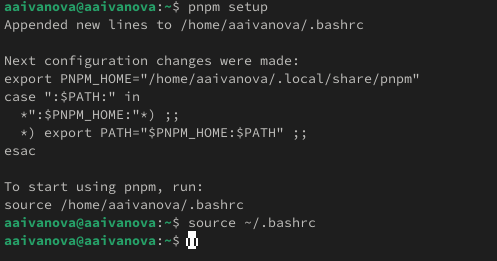 aaivanova@aaivanova:~$ pnpm setup
Appended new lines to /home/aaivanova/.bashrc

Next configuration changes were made:
export PNPM_HOME="/home/aaivanova/.local/share/pnpm"
case ":$PATH:" in
  *":$PNPM_HOME:"*) ;;
  *) export PATH="$PNPM_HOME:$PATH" ;;
esac

To start using pnpm, run:
source /home/aaivanova/.bashrc
aaivanova@aaivanova:~$ source ~/.bashrc
aaivanova@aaivanova:~$